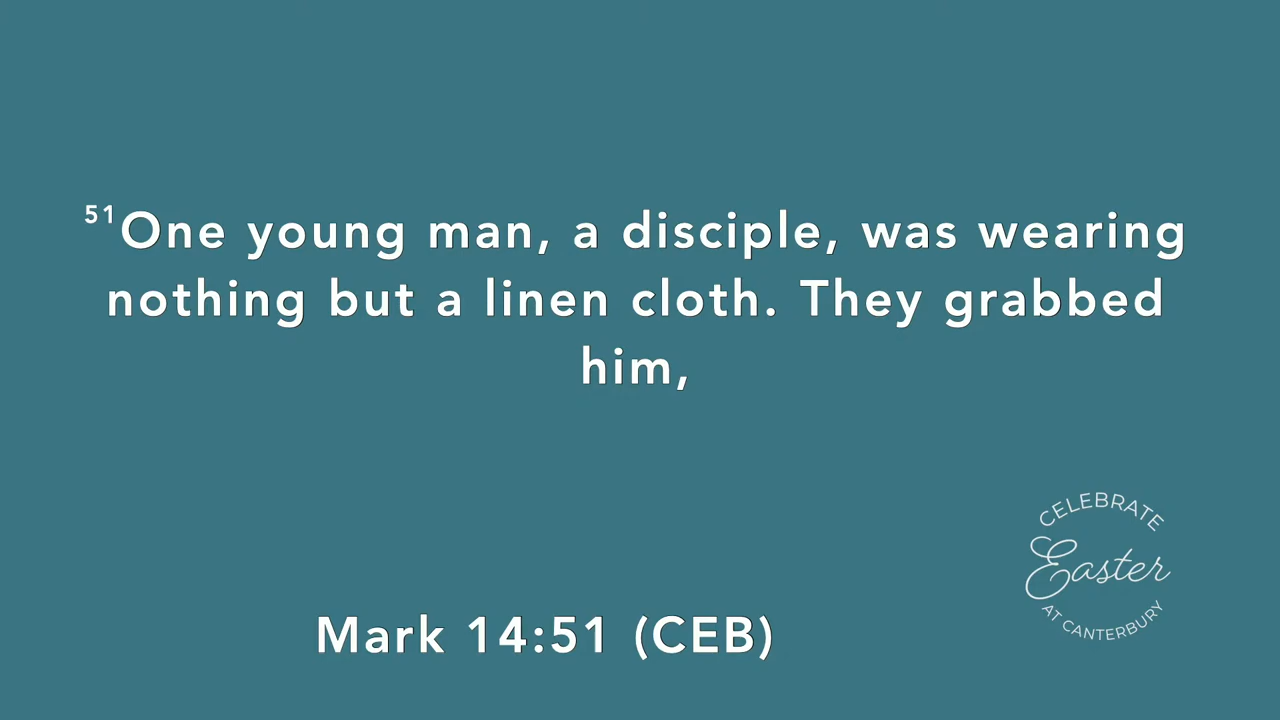 ⁵¹One young man, a disciple, was wearing
nothing but a linen cloth. They grabbed
him,
CELEBRATE
Easter
AT CANTERBURY
Mark 14:51 (CEB)